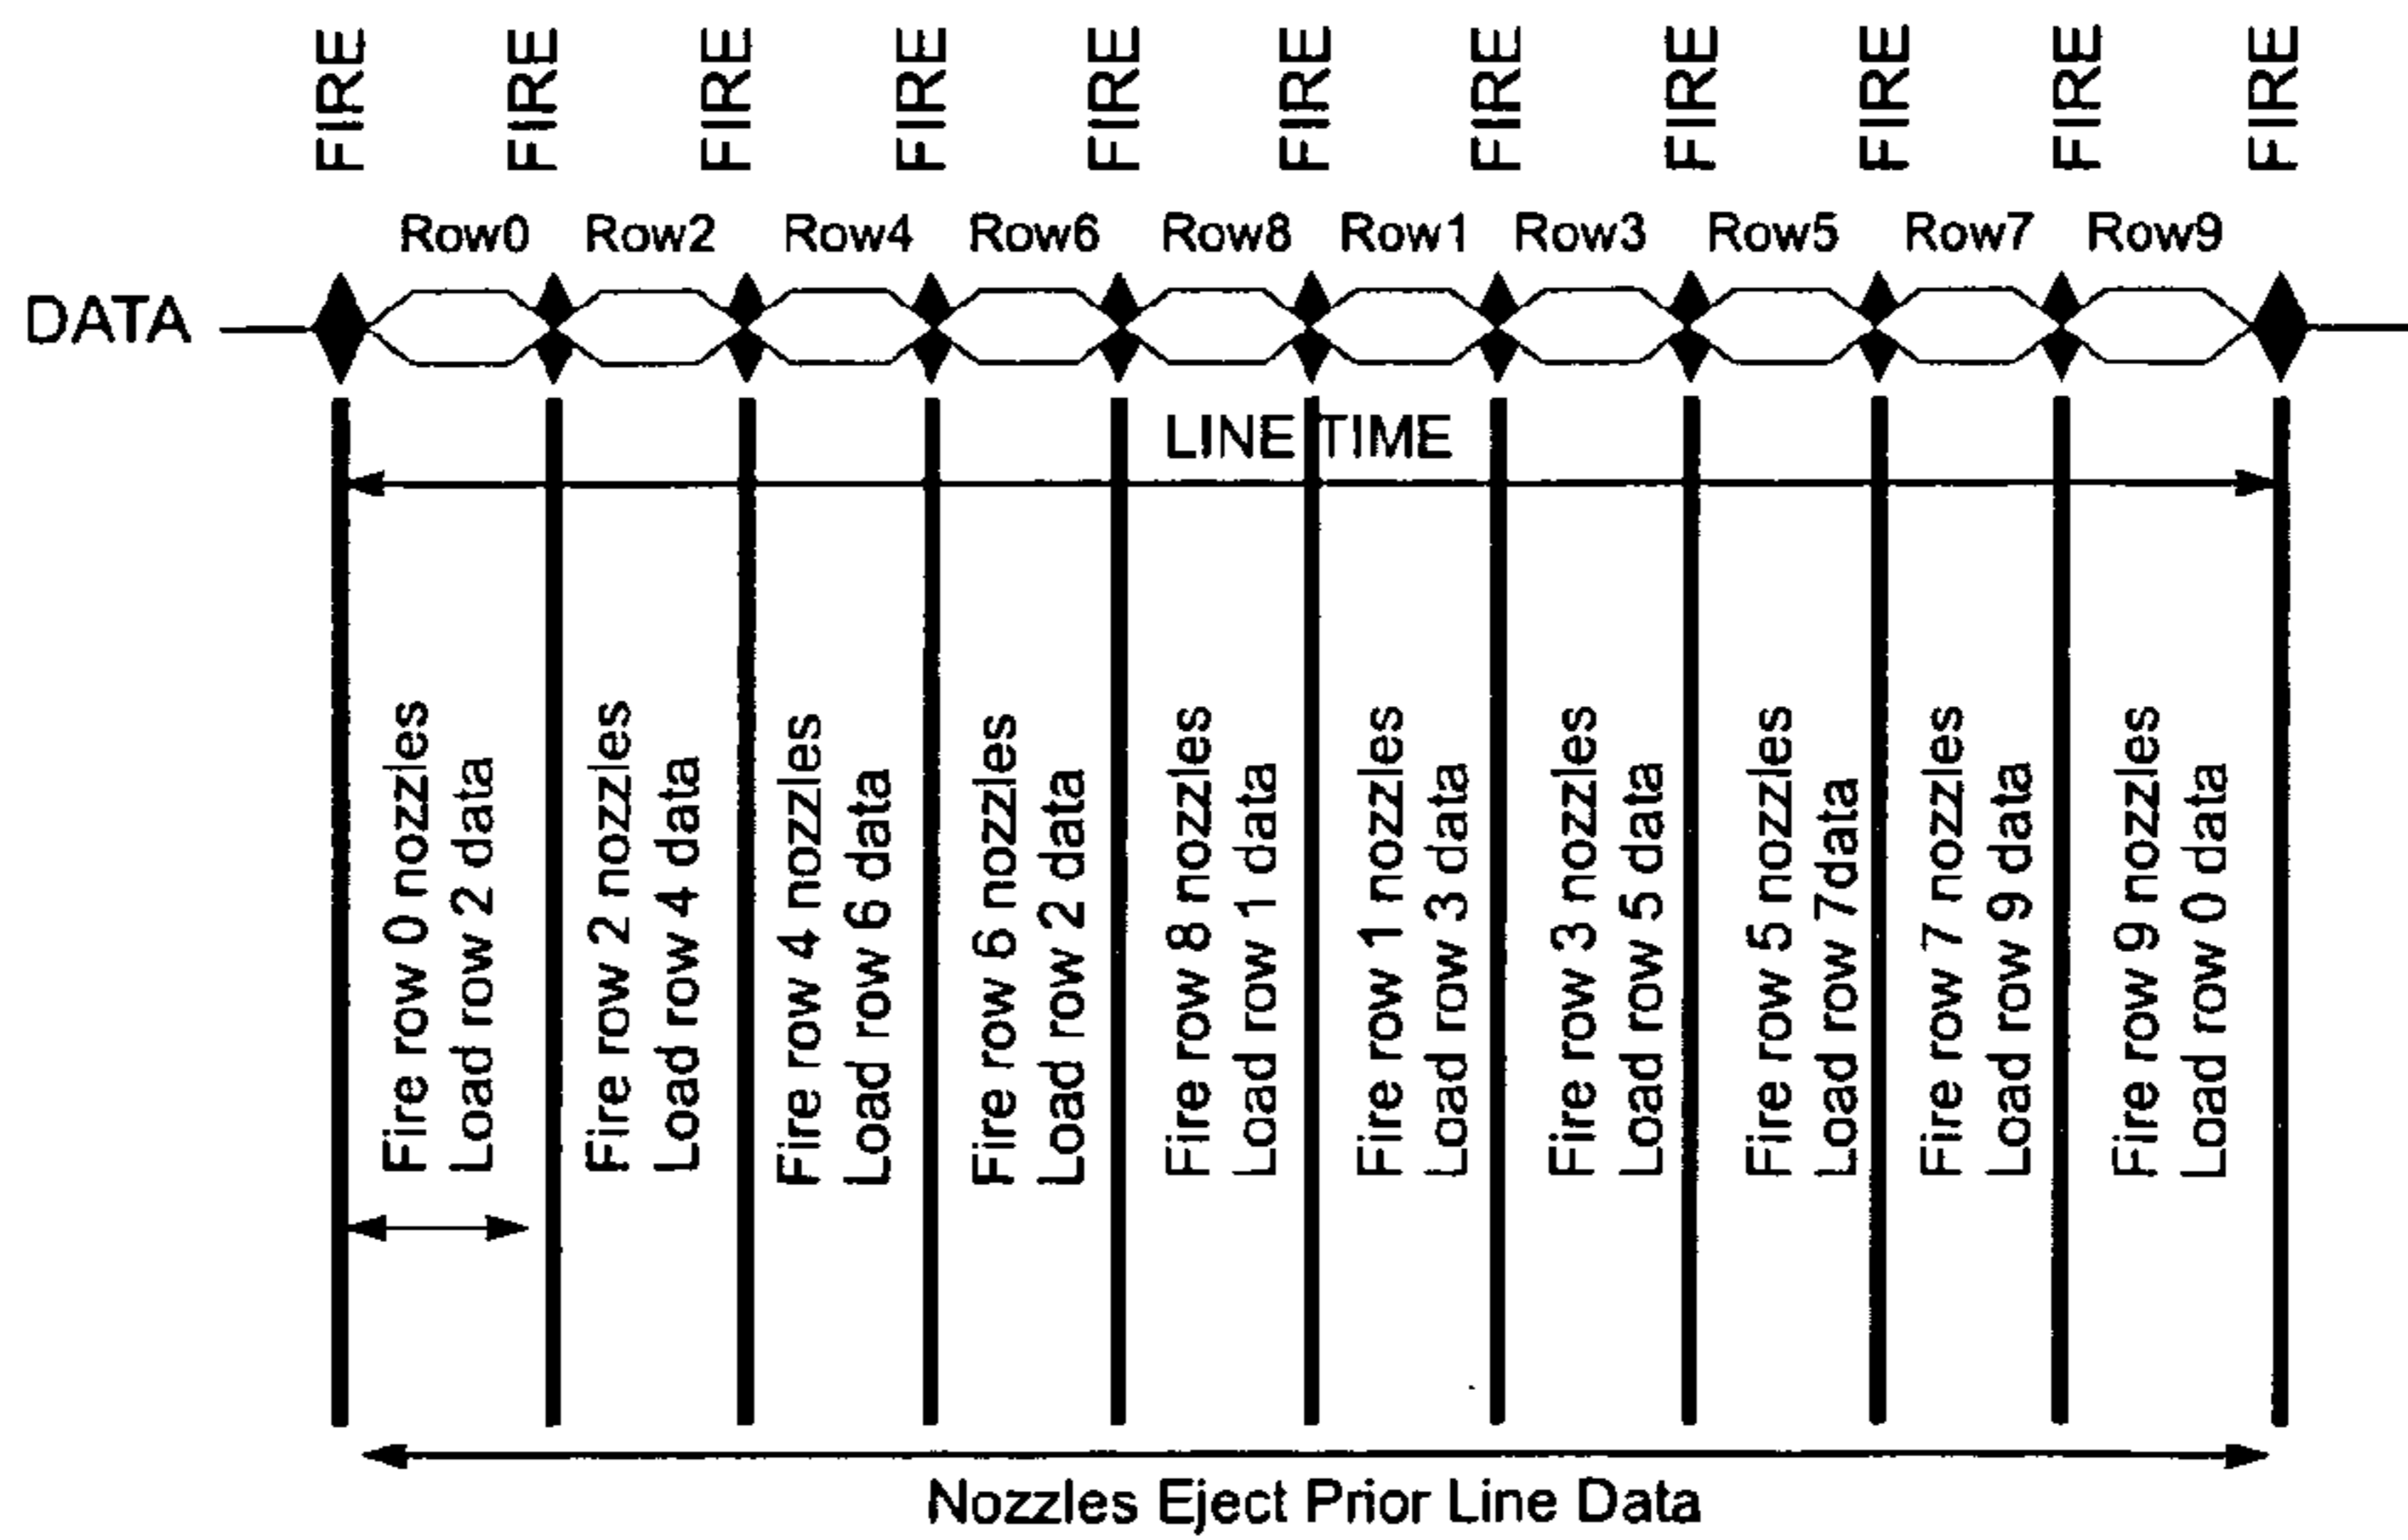 FIRE FIRE FIRE FIRE FIRE FIRE FIRE FIRE FIRE FIRE FIRE
Row0 Row2 Row4 Row6 Row8 Row1 Row3 Row5 Row7 Row9
DATA
LINE TIME
Fire row 0 nozzles
Load row 2 data
Fire row 2 nozzles
Load row 4 data
Fire row 4 nozzles
Load row 6 data
Fire row 6 nozzles
Load row 2 data
Fire row 8 nozzles
Load row 1 data
Fire row 1 nozzles
Load row 3 data
Fire row 3 nozzles
Load row 5 data
Fire row 5 nozzles
Load row 7data
Fire row 7 nozzles
Load row 9 data
Fire row 9 nozzles
Load row 0 data
Nozzles Eject Prior Line Data